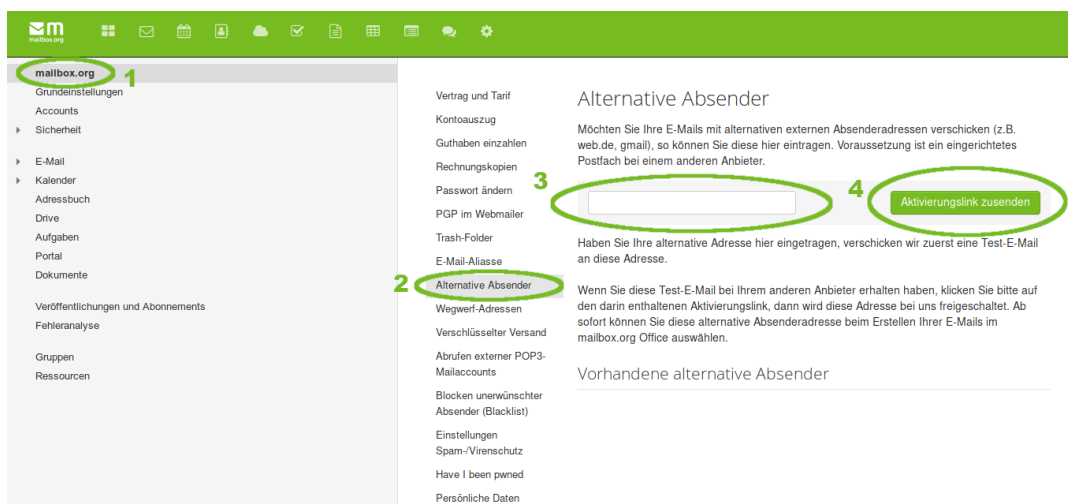 m
mailbox.org
mailbox.org
1
Grundeinstellungen
Accounts
Sicherheit
E-Mail
Kalender
Adressbuch
Drive
Aufgaben
Portal
Dokumente
Veröffentlichungen und Abonnements
Fehleranalyse
Gruppen
Ressourcen
Vertrag und Tarif
Kontoauszug
Guthaben einzahlen
Rechnungskopien
Passwort ändern
PGP im Webmailer
Trash-Folder
E-Mail-Aliasse
2
Alternative Absender
Wegwerf-Adressen
Verschlüsselter Versand
Abrufen externer POP3-
Mailaccounts
Blocken unerwünschter
Absender (Blacklist)
Einstellungen
Spam-/Virenschutz
Have I been pwned
Persönliche Daten
Alternative Absender
Möchten Sie Ihre E-Mails mit alternativen externen Absenderadressen verschicken (z.B.
web.de, gmail), so können Sie diese hier eintragen. Voraussetzung ist ein eingerichtetes
Postfach bei einem anderen Anbieter.
3
4
Aktivierungslink zusenden
Haben Sie Ihre alternative Adresse hier eingetragen, verschicken wir zuerst eine Test-E-Mail
an diese Adresse.
Wenn Sie diese Test-E-Mail bei Ihrem anderen Anbieter erhalten haben, klicken Sie bitte auf
den darin enthaltenen Aktivierungslink, dann wird diese Adresse bei uns freigeschaltet. Ab
sofort können Sie diese alternative Absenderadresse beim Erstellen Ihrer E-Mails im
mailbox.org Office auswählen.
Vorhandene alternative Absender